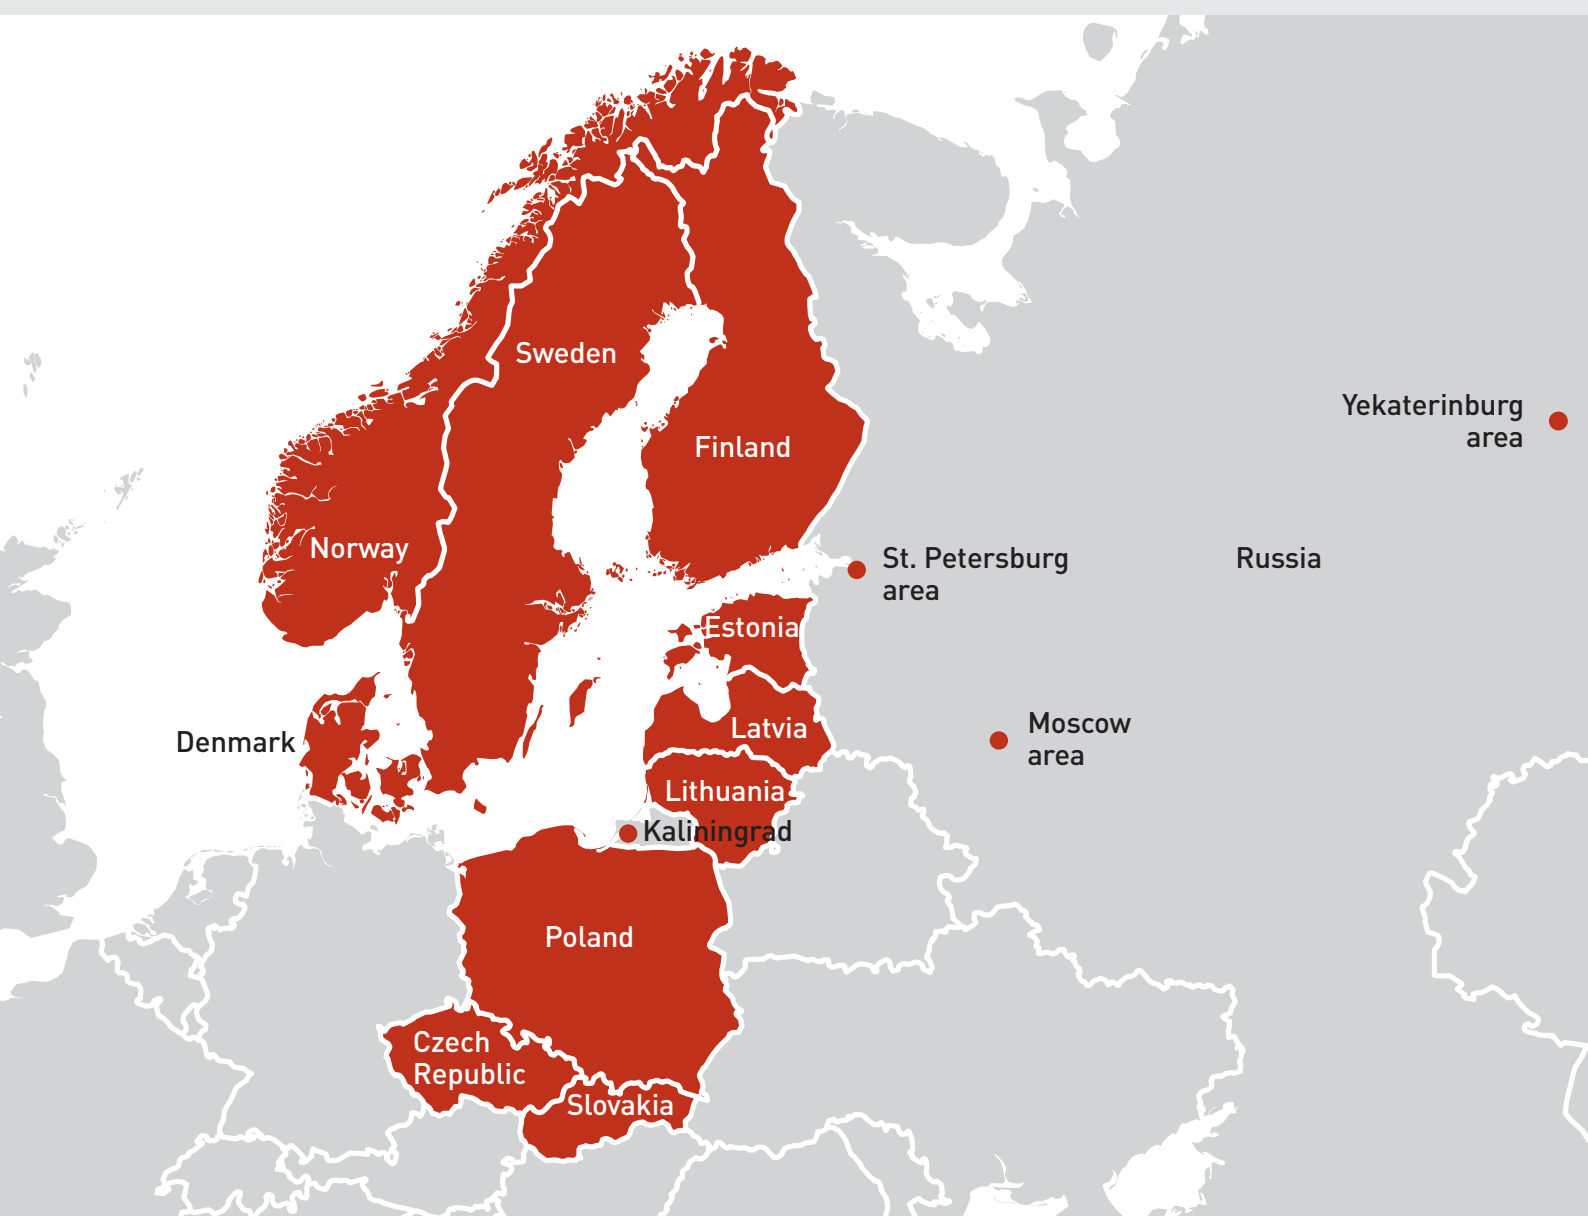 Sweden
Yekaterinburg
area
Finland
Norway
St. Petersburg
area
Russia
Estonia
Denmark
Latvia
Moscow
area
Lithuania
Kaliningrad
Poland
Czech
Republic
Slovakia